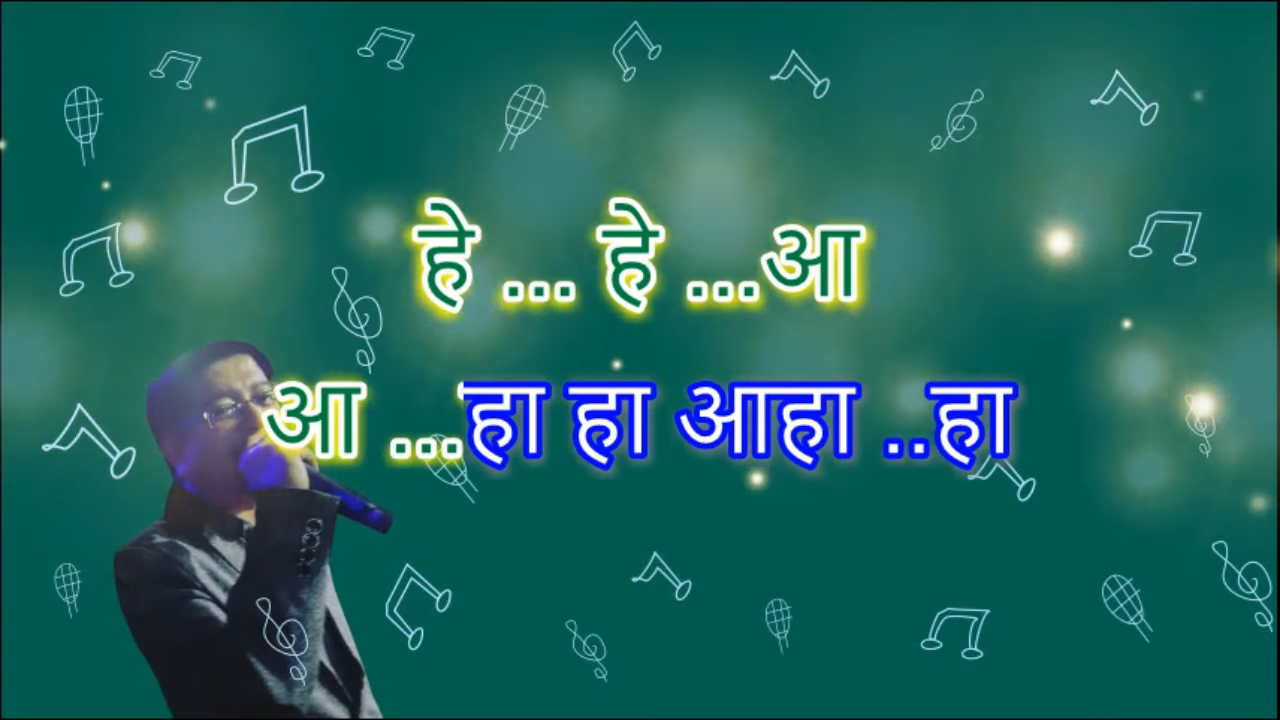 हे ... हे ...आ
आ ...हा हा आहा ..हा